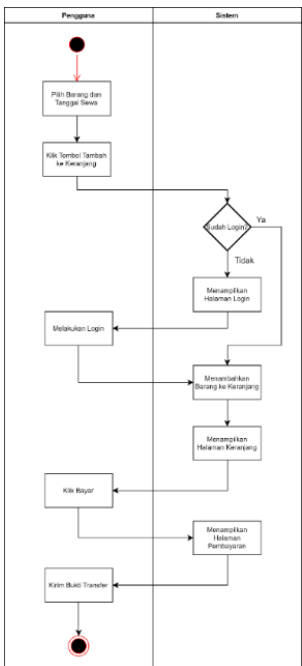 Pengguna
Sistem
Pilih Barang dan
Tanggal Sewa
Klik Tombol Tambah
ke Keranjang
Sudah Login?
Ya
Tidak
Menampilkan
Halaman Login
Melakukan Login
Menambahkan
Barang ke Keranjang
Menampilkan
Halaman Keranjang
Klik Bayar
Menampilkan
Halaman
Pembayaran
Kirim Bukti Transfer